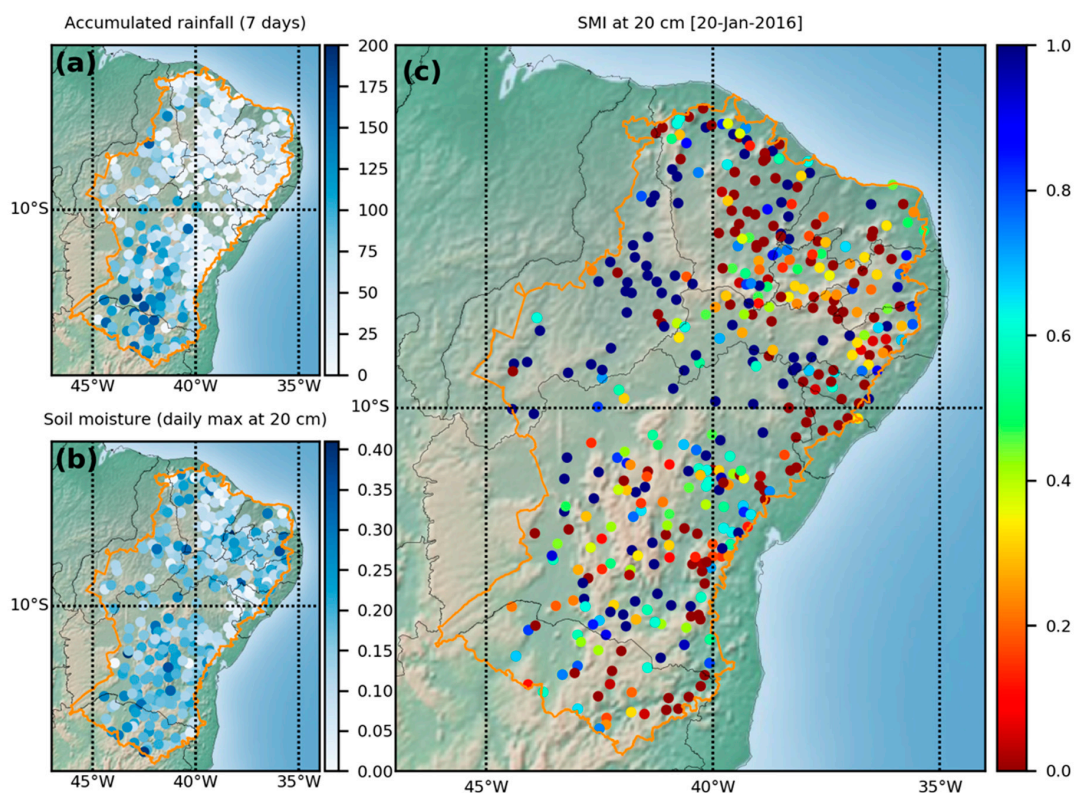 Accumulated rainfall (7 days)
(a)
200
175
150
125
100
75
50
25
0
10°S
45°W 40°W 35°W
Soil moisture (daily max at 20 cm)
(b)
0.40
0.35
0.30
0.25
0.20
0.15
0.10
0.05
0.00
10°S
45°W 40°W 35°W
SMI at 20 cm [20-Jan-2016]
(c)
1.0
0.8
0.6
0.4
0.2
0.0
10°S
45°W 40°W 35°W